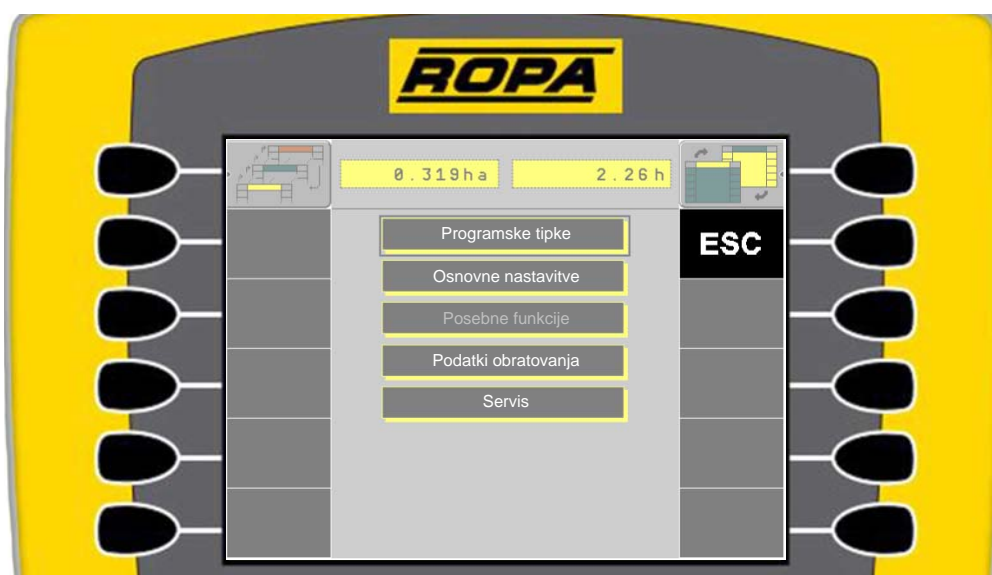 ROPA
0.319ha 2.26h
Programske tipke
ESC
Osnovne nastavitve
Posebne funkcije
Podatki obratovanja
Servis